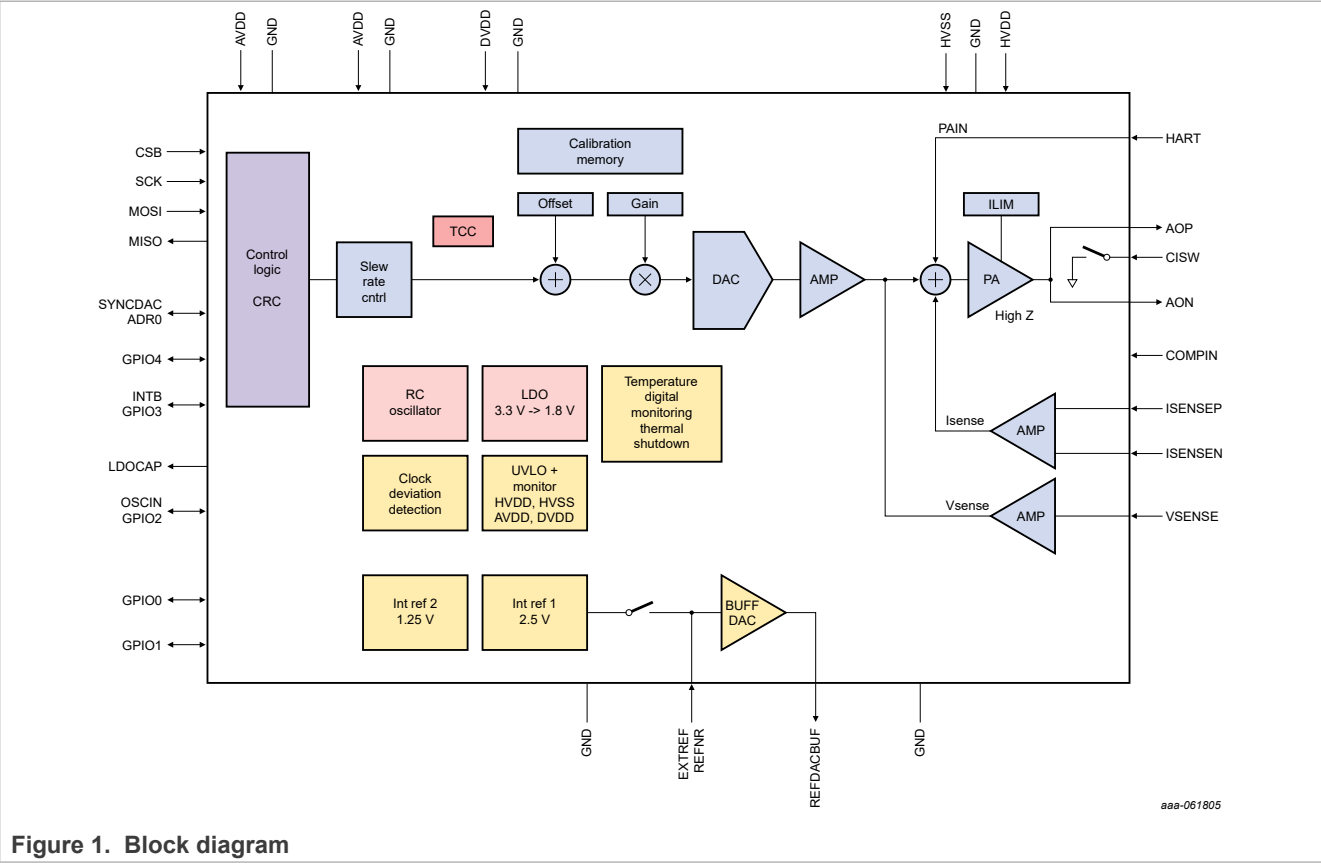 AVDD
GND
AVDD
GND
DVDD
GND
HVSS
GND
HVDD
CSB
SCK
MOSI
MISO
SYNCDAC
ADR0
GPIO4
INTB
GPIO3
LDOCAP
OSCIN
GPIO2
GPIO0
GPIO1
Control
logic
CRC
Slew
rate
cntrl
TCC
Calibration
memory
Offset
Gain
DAC
AMP
PAIN
ILIM
PA
High Z
HART
AOP
CISW
AON
COMPIN
ISENSEP
ISENSEN
VSENSE
Isense
AMP
Vsense
AMP
RC
oscillator
LDO
3.3 V -> 1.8 V
Temperature
digital
monitoring
thermal
shutdown
Clock
deviation
detection
UVLO +
monitor
HVDD, HVSS
AVDD, DVDD
Int ref 2
1.25 V
Int ref 1
2.5 V
BUFF
DAC
GND
EXTREF
REFNR
REFDACBUF
GND
aaa-061805
Figure 1. Block diagram